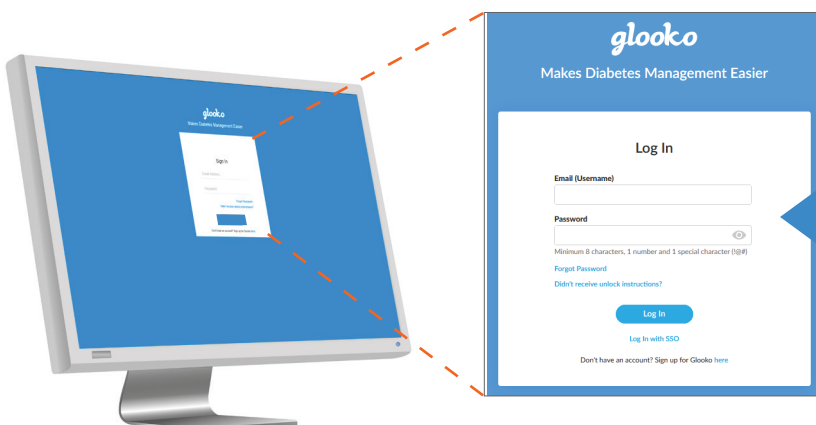 glooko
Makes Diabetes Management Easier
Sign In
Forgot Password
glooko
Makes Diabetes Management Easier
Log In
Email (Username)
Password
Minimum 8 characters, 1 number and 1 special character (!@#)
Forgot Password
Didn't receive unlock instructions?
Log In
Log In with SSO
Don't have an account? Sign up for Glooko here